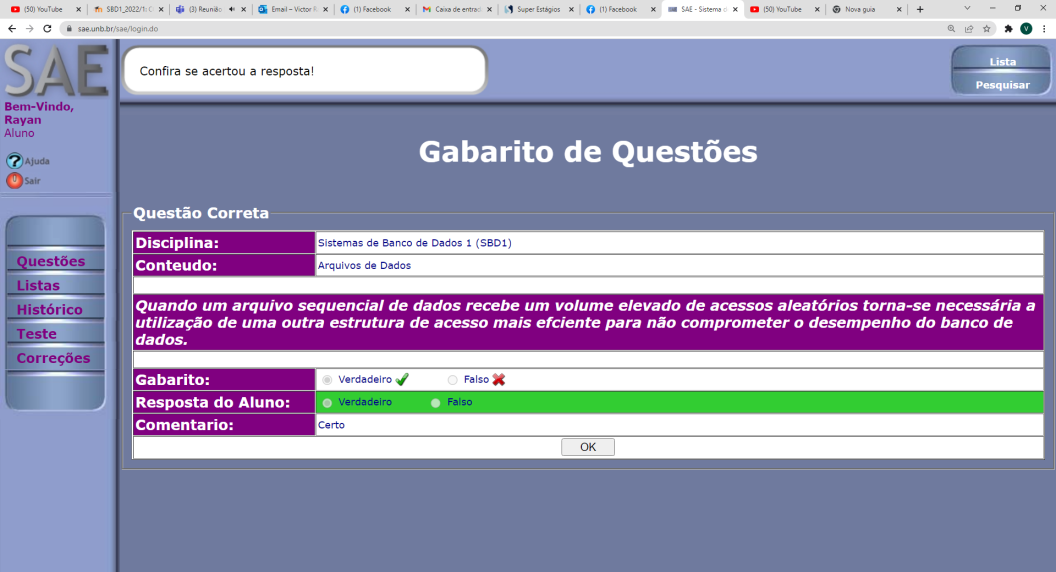 (50) YouTube
SBD1_2022/1: C
(3) Reunião
Email – Victor R
(1) Facebook
Caixa de entrada
Super Estágios
(1) Facebook
SAE - Sistema d
(50) YouTube
Nova guia
sae.unb.br/sae/login.do
SAE
Bem-Vindo,
Rayan
Aluno
Ajuda
Sair
Questões
Listas
Histórico
Teste
Correções
Confira se acertou a resposta!
Lista
Pesquisar
Gabarito de Questões
Questão Correta
Disciplina: Sistemas de Banco de Dados 1 (SBD1)
Conteudo: Arquivos de Dados
Quando um arquivo sequencial de dados recebe um volume elevado de acessos aleatórios torna-se necessária a
utilização de uma outra estrutura de acesso mais efciente para não comprometer o desempenho do banco de
dados.
Gabarito: Verdadeiro Falso
Resposta do Aluno: Verdadeiro Falso
Comentario: Certo
OK